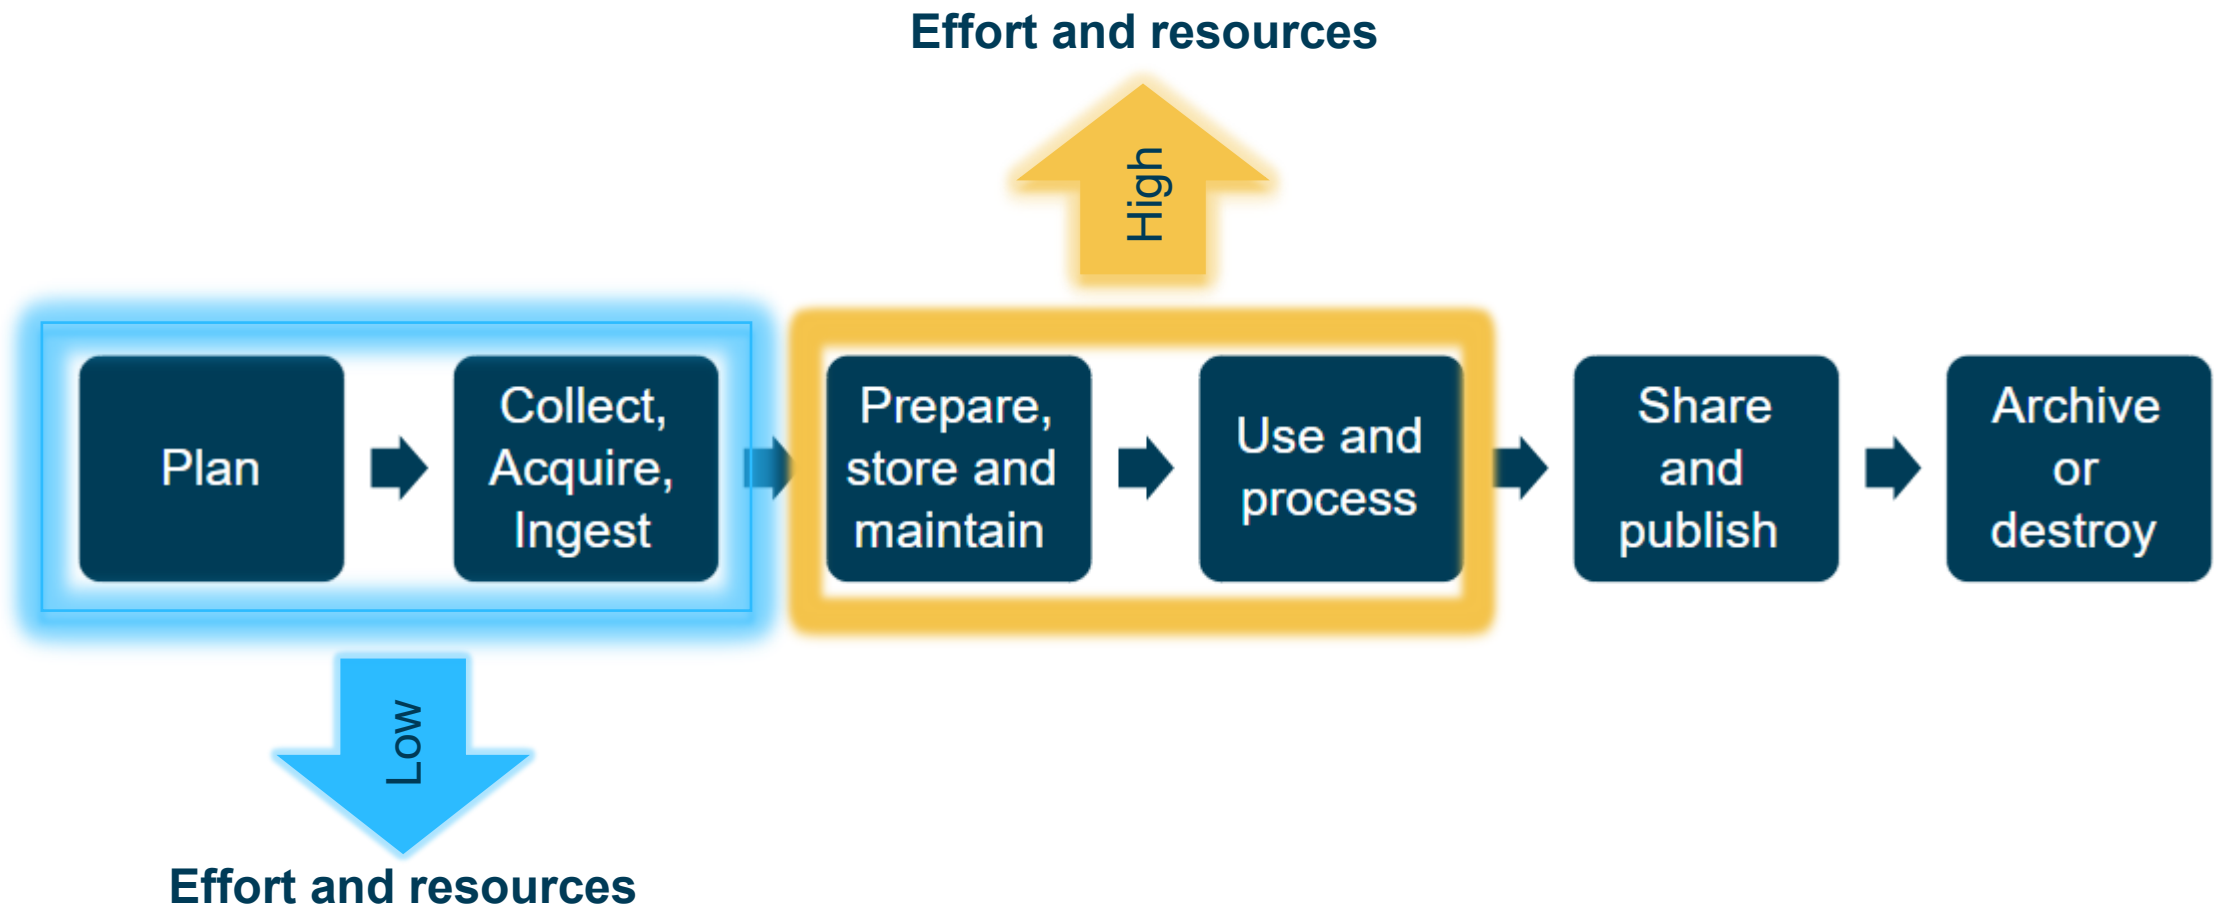 Effort and resources
High
Plan
Collect,
Acquire,
Ingest
Prepare,
store and
maintain
Use and
process
Share
and
publish
Archive
or
destroy
Low
Effort and resources